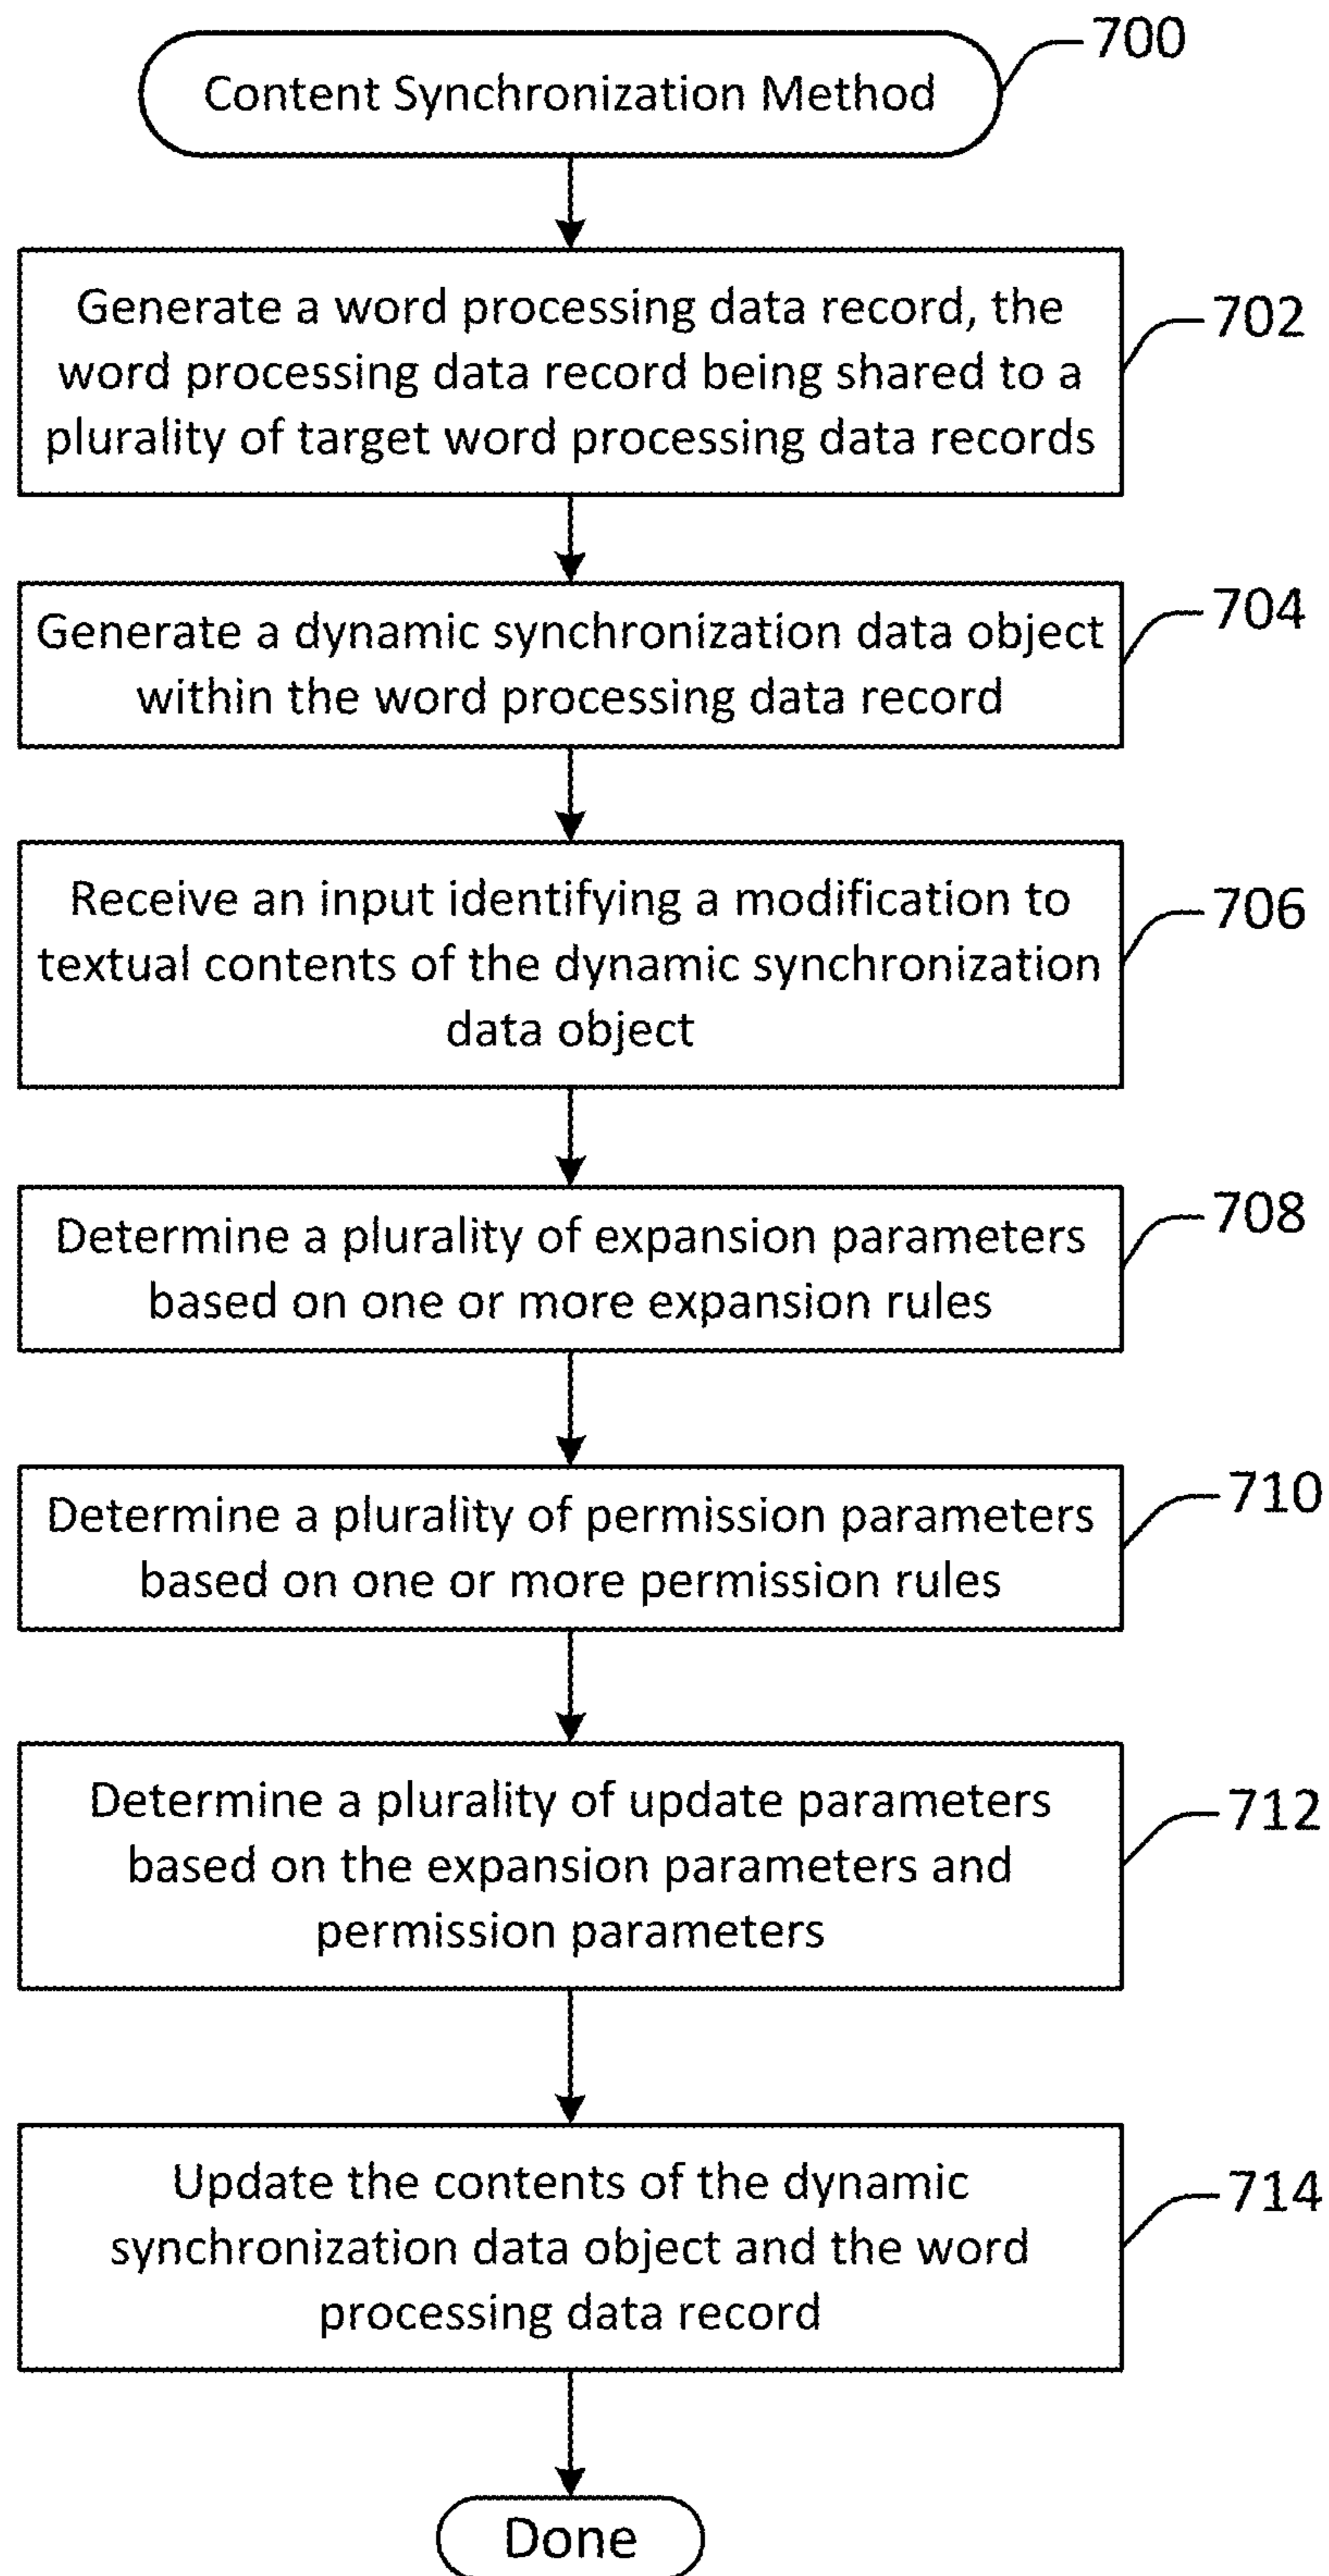 700
Content Synchronization Method
Generate a word processing data record, the
word processing data record being shared to a
plurality of target word processing data records
702
Generate a dynamic synchronization data object
within the word processing data record
704
Receive an input identifying a modification to
textual contents of the dynamic synchronization
data object
706
Determine a plurality of expansion parameters
based on one or more expansion rules
708
Determine a plurality of permission parameters
based on one or more permission rules
710
Determine a plurality of update parameters
based on the expansion parameters and
permission parameters
712
Update the contents of the dynamic
synchronization data object and the word
processing data record
714
Done